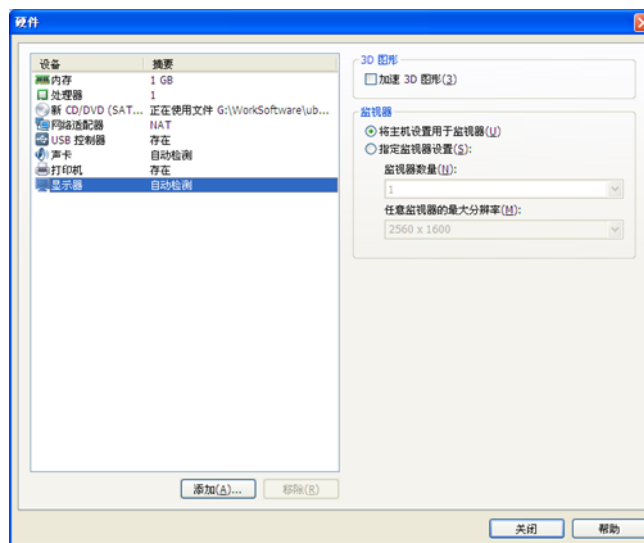 硬件
设备 摘要
内存 1 GB
处理器 1
新 CD/DVD (SAT... 正在使用文件 G:\WorkSoftware\ub...
网络适配器 NAT
USB 控制器 存在
声卡 自动检测
打印机 存在
显示器 自动检测
添加(A)... 移除(R)
3D 图形
加速 3D 图形(3)
监视器
将主机设置用于监视器(U)
指定监视器设置(S):
监视器数量(N):
1
任意监视器的最大分辨率(M):
2560 x 1600
关闭 帮助